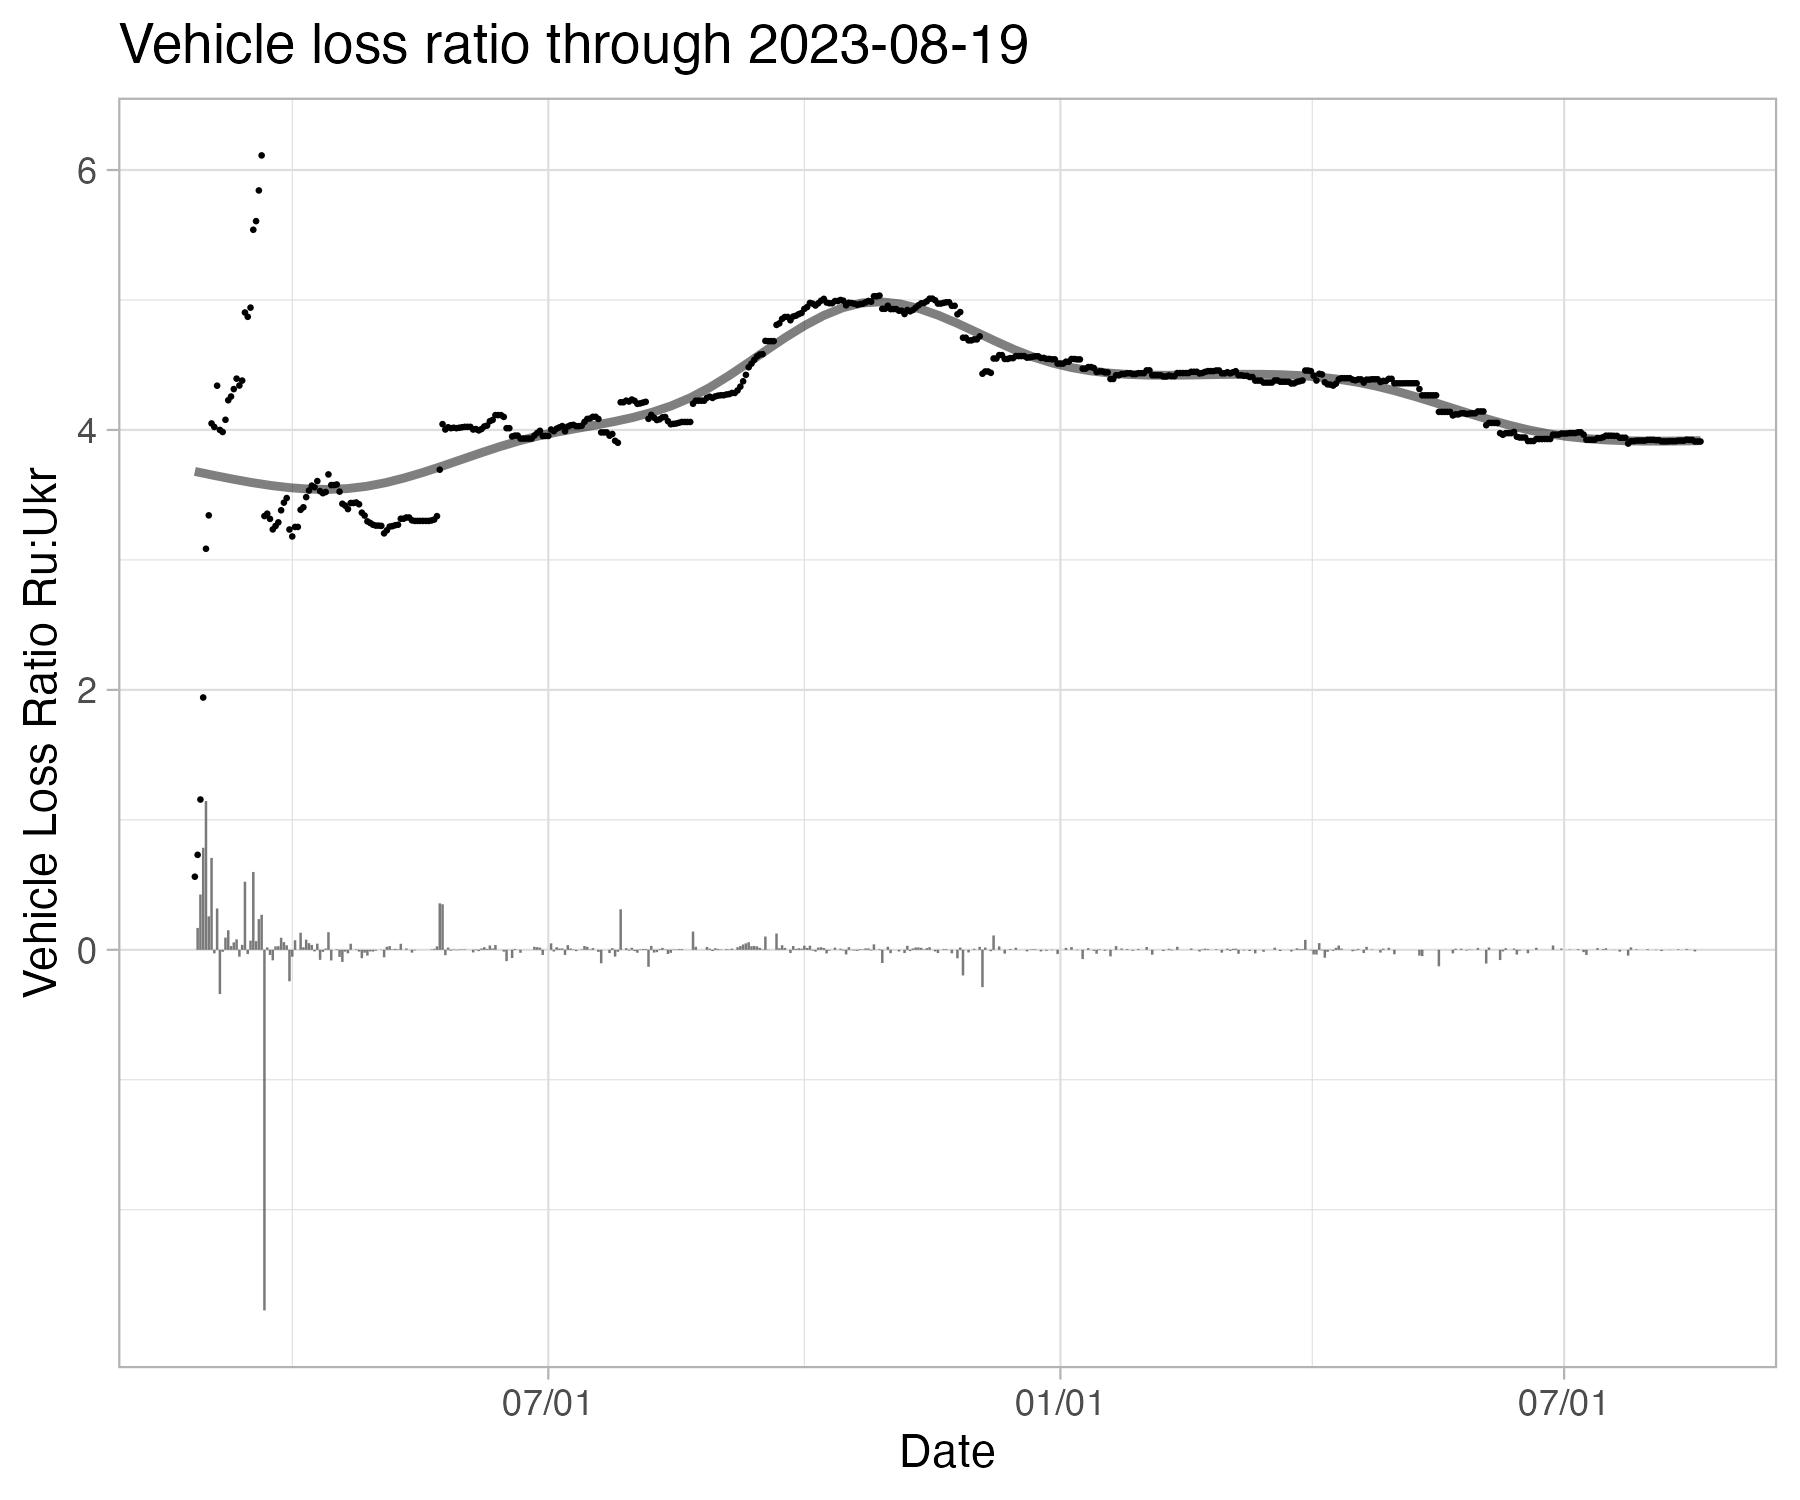 Vehicle loss ratio through 2023-08-19
Vehicle Loss Ratio Ru:Ukr
6
4
2
0
07/01
01/01
07/01
Date